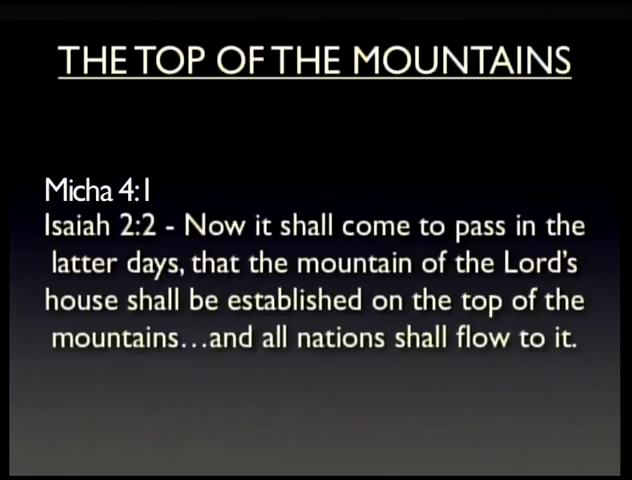 THE TOP OF THE MOUNTAINS
Micha 4:1
Isaiah 2:2 - Now it shall come to pass in the
latter days, that the mountain of the Lord's
house shall be established on the top of the
mountains...and all nations shall flow to it.